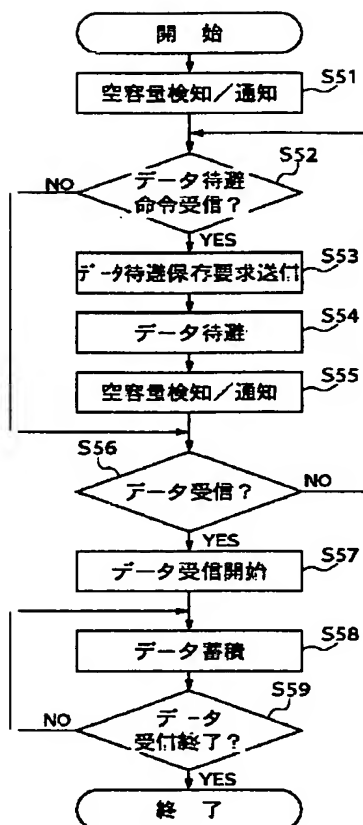 開 始
空容量検知／通知
S51
S52
NO
データ待避
命令受信？
YES
S53
データ待避保存要求送付
S54
データ待避
S55
空容量検知／通知
S56
データ受信？
NO
YES
S57
データ受信開始
S58
データ蓄積
S59
NO
データ
受付終了？
YES
終 了